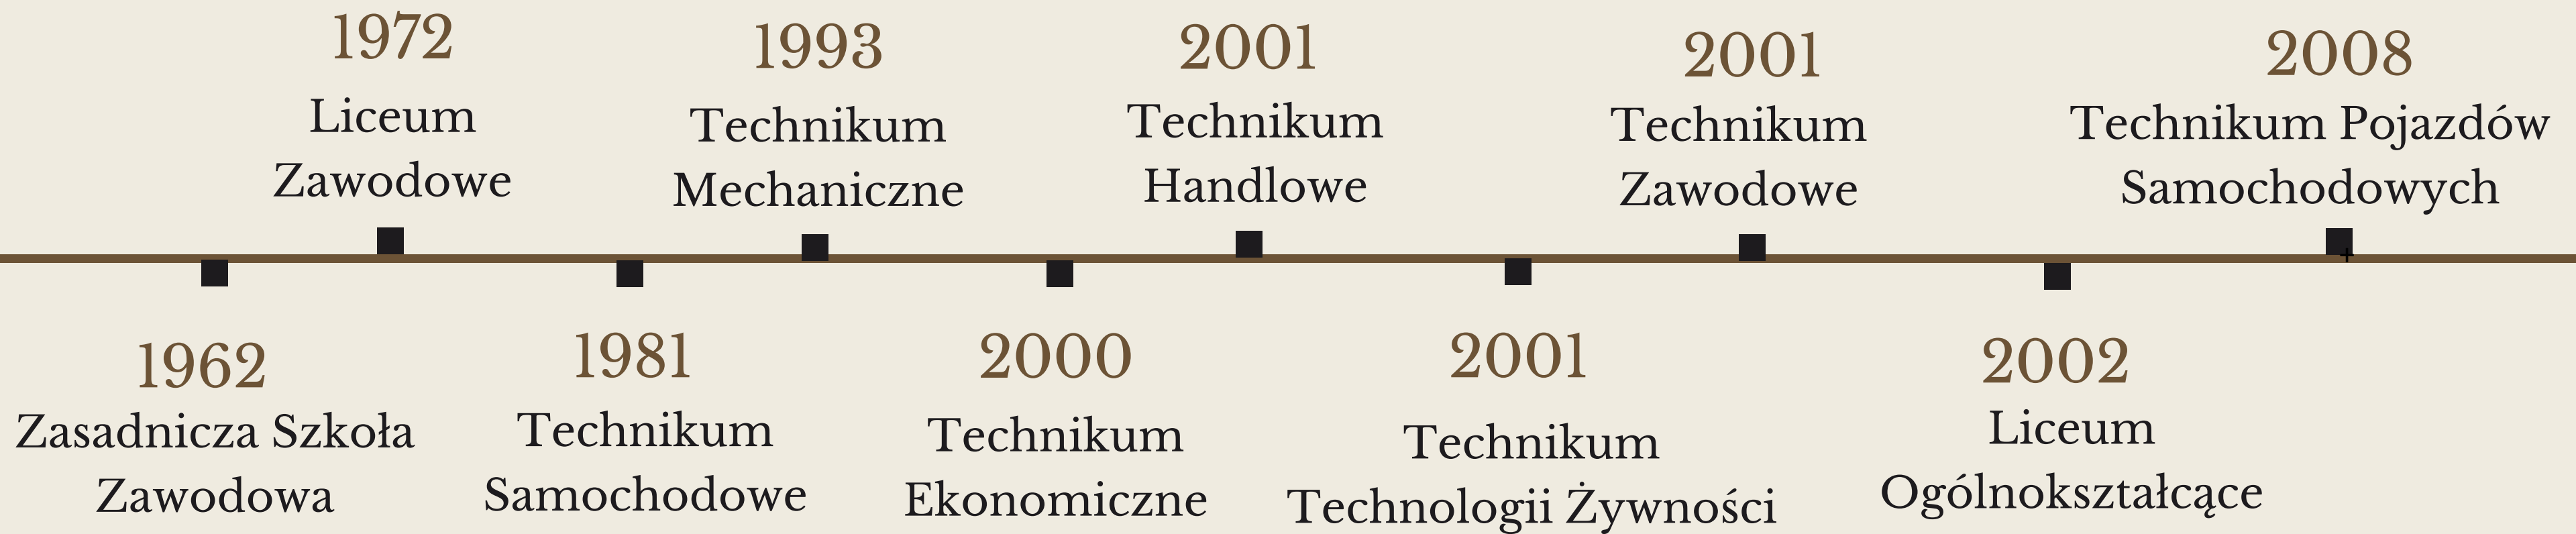 1972
Liceum
Zawodowe
1993
Technikum
Mechaniczne
2001
Technikum
Handlowe
2001
Technikum
Zawodowe
2008
Technikum Pojazdów
Samochodowych
1962
Zasadnicza Szkoła
Zawodowa
1981
Technikum
Samochodowe
2000
Technikum
Ekonomiczne
2001
Technikum
Technologii Żywności
2002
Liceum
Ogólnokształcące